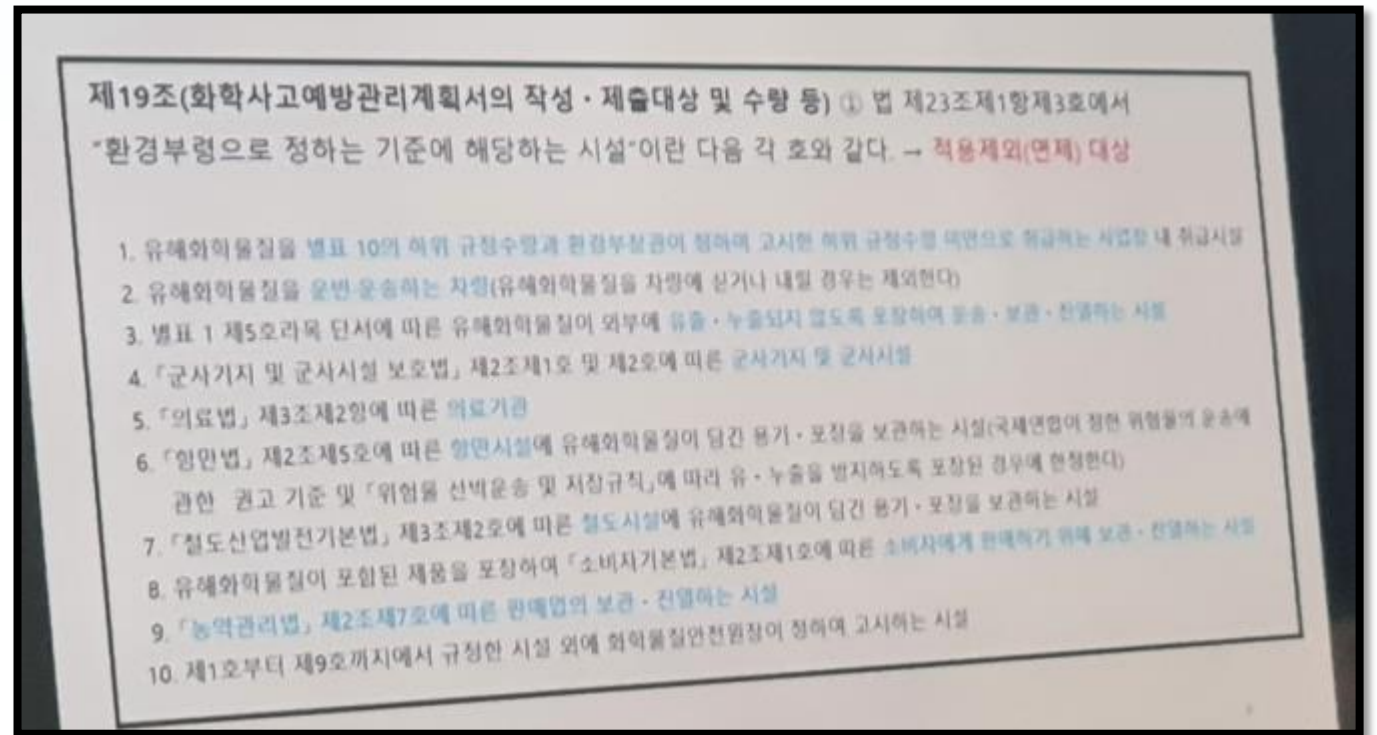 제19조(화학사고예방관리계획서의 작성 · 제출대상 및 수량 등) ① 법 제23조제1항제3호에서
"환경부령으로 정하는 기준에 해당하는 시설"이란 다음 각 호와 같다. → 적용제외(면제) 대상
1. 유해화학물질을 별표 10의 하위 규정수량과 환경부장관이 정하여 고시한 하위 규정수량 미만으로 취급하는 사업장 내 취급시설
2. 유해화학물질을 운반·운송하는 차량(유해화학물질을 차량에 싣거나 내릴 경우는 제외한다)
3. 별표 1 제5호라목 단서에 따른 유해화학물질이 외부에 유출 · 누출되지 않도록 포장하여 운송 · 보관 · 진열하는 시설
4. 「군사기지 및 군사시설 보호법」 제2조제1호 및 제2호에 따른 군사기지 및 군사시설
5. 「의료법」 제3조제2항에 따른 의료기관
6. 「항만법」 제2조제5호에 따른 항만시설에 유해화학물질이 담긴 용기 · 포장을 보관하는 시설(국제연합이 정한 위험물의 운송에
관한 권고 기준 및 「위험물 선박운송 및 저장규칙」에 따라 유 · 누출을 방지하도록 포장된 경우에 한정한다)
7. 「철도산업발전기본법」 제3조제2호에 따른 철도시설에 유해화학물질이 담긴 용기 · 포장을 보관하는 시설
8. 유해화학물질이 포함된 제품을 포장하여 「소비자기본법」 제2조제1호에 따른 소비자에게 판매하기 위해 보관 · 진열하는 시설
9. 「농약관리법」 제2조제7호에 따른 판매업의 보관 · 진열하는 시설
10. 제1호부터 제9호까지에서 규정한 시설 외에 화학물질안전원장이 정하여 고시하는 시설